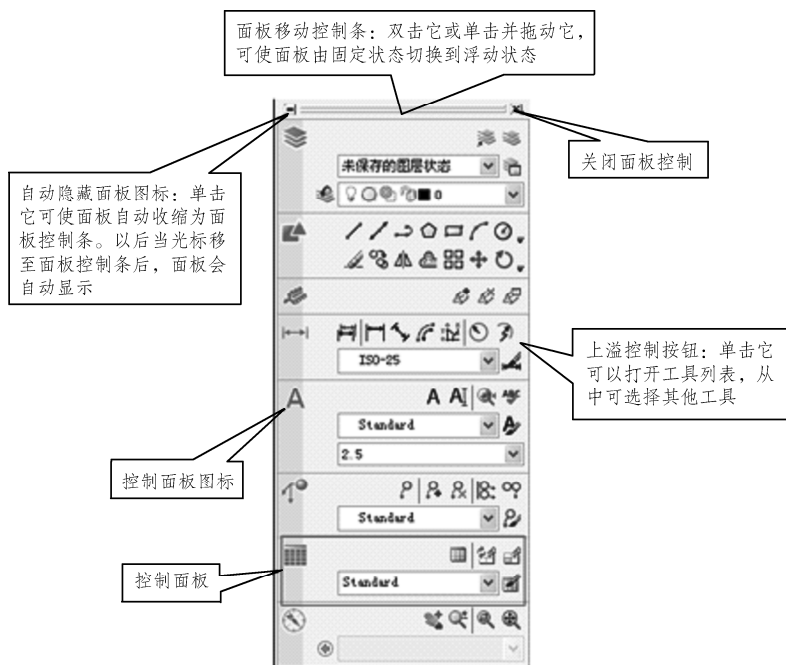 面板移动控制条：双击它或单击并拖动它，
可使面板由固定状态切换到浮动状态
关闭面板控制
未保存的图层状态
0
自动隐藏面板图标：单击
它可使面板自动收缩为面
板控制条。以后当光标移
至面板控制条后，面板会
自动显示
ISO-25
上溢控制按钮：单击它
可以打开工具列表，从
中可选择其他工具
A
A AI ABC
Standard
2.5
控制面板图标
Standard
控制面板
Standard